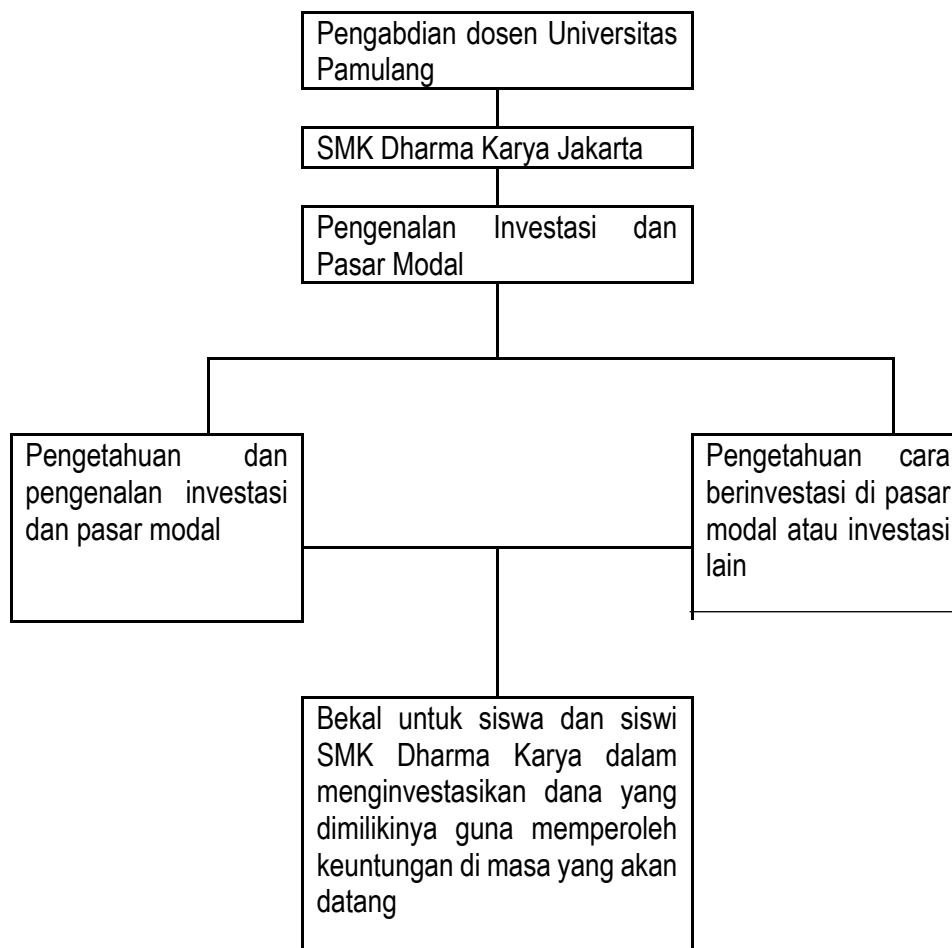 Pengabdian dosen Universitas
Pamulang
SMK Dharma Karya Jakarta
Pengenalan Investasi dan
Pasar Modal
Pengetahuan dan
pengenalan investasi
dan pasar modal
Pengetahuan cara
berinvestasi di pasar
modal atau investasi
lain
Bekal untuk siswa dan siswi
SMK Dharma Karya dalam
menginvestasikan dana yang
dimilikinya guna memperoleh
keuntungan di masa yang akan
datang